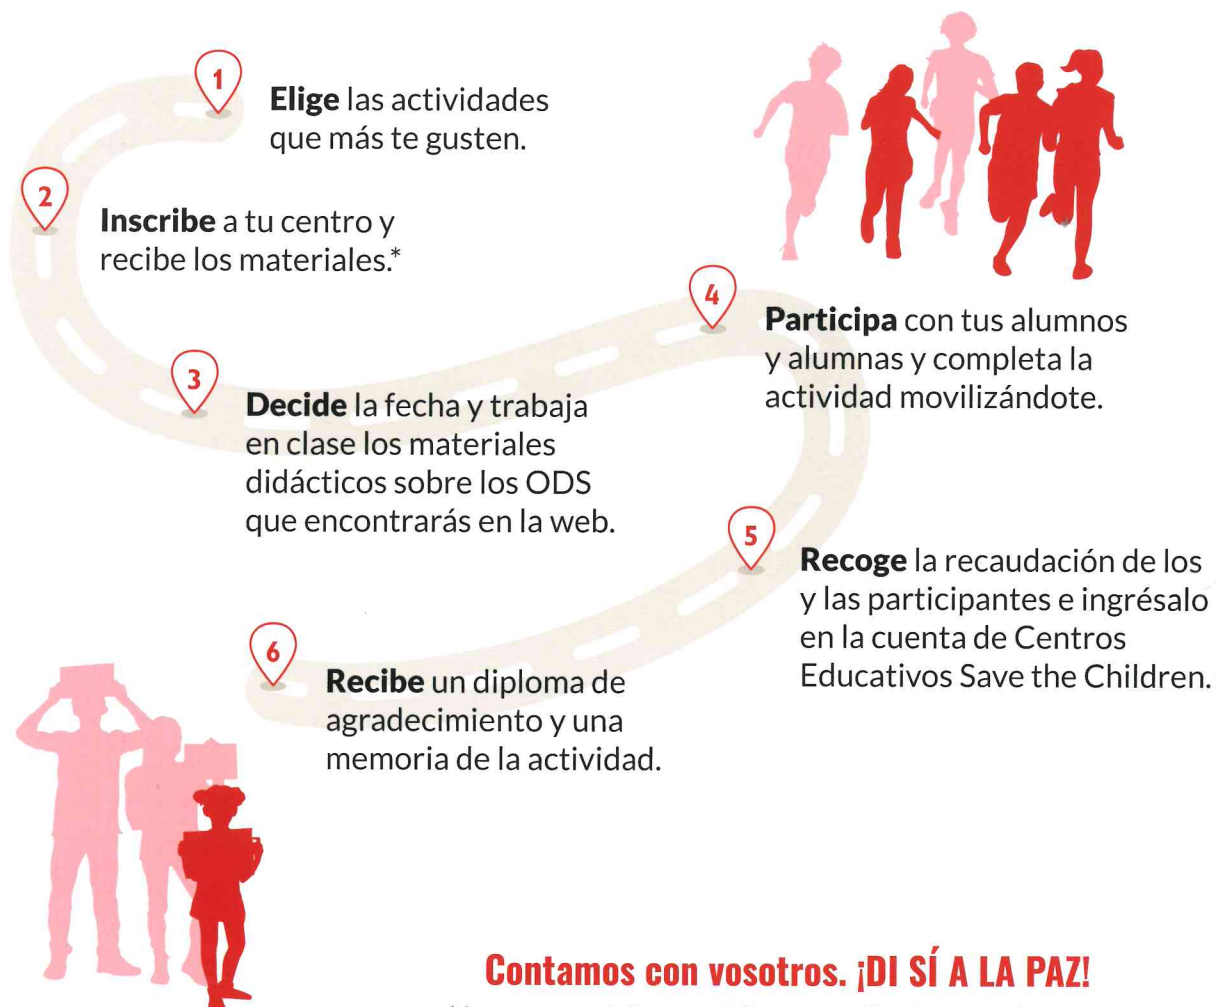 1
Elige las actividades
que más te gusten.
2
Inscribe a tu centro y
recibe los materiales.*
3
Decide la fecha y trabaja
en clase los materiales
didácticos sobre los ODS
que encontrarás en la web.
4
Participa con tus alumnos
y alumnas y completa la
actividad movilizándote.
5
Recoge la recaudación de los
y las participantes e ingrésalo
en la cuenta de Centros
Educativos Save the Children.
6
Recibe un diploma de
agradecimiento y una
memoria de la actividad.
Contamos con vosotros. ¡DI SÍ A LA PAZ!